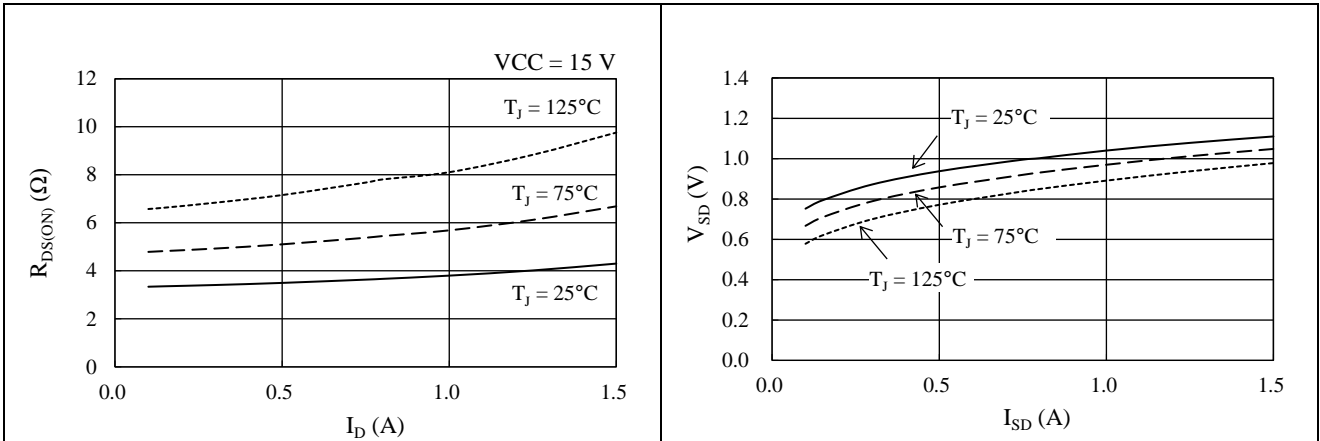 VCC = 15 V
R_DS(ON) (Ω)
12
10
8
6
4
2
0
T_J = 125°C
T_J = 75°C
T_J = 25°C
0.0 0.5 1.0 1.5
I_D (A)
V_SD (V)
1.4
1.2
1.0
0.8
0.6
0.4
0.2
0.0
T_J = 25°C
T_J = 75°C
T_J = 125°C
0.0 0.5 1.0 1.5
I_SD (A)